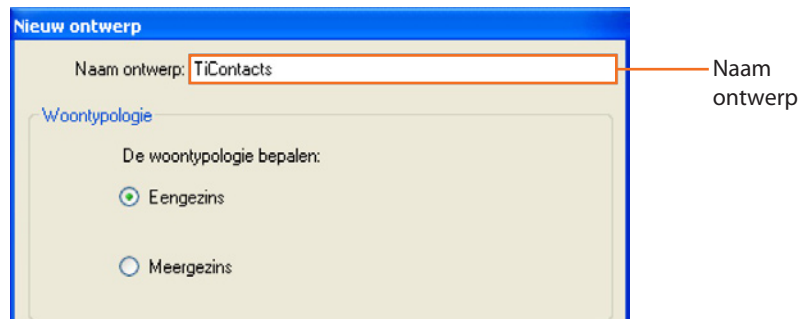 Nieuw ontwerp
Naam ontwerp: TiContacts
Naam
ontwerp
Woontypologie
De woontypologie bepalen:
Eengezins
Meergezins